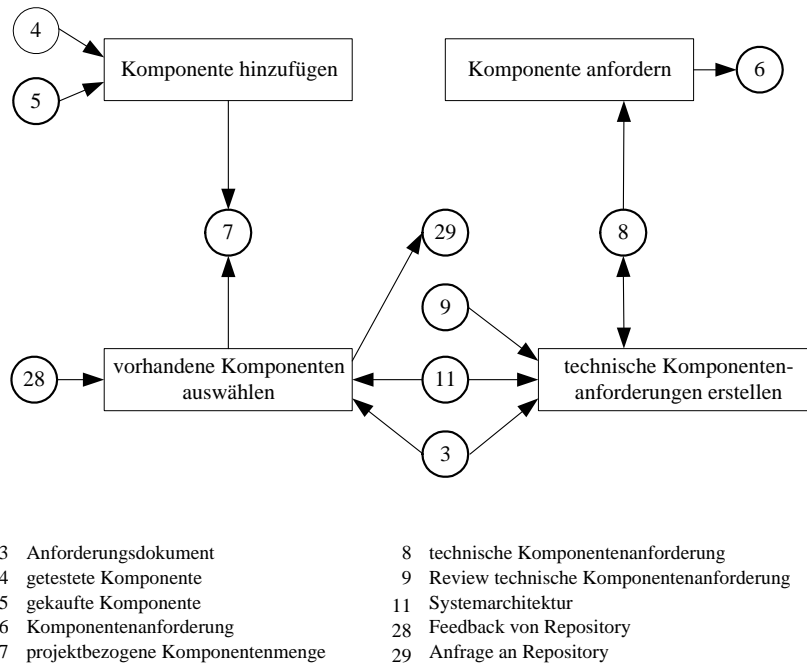 4
Komponente hinzufügen
Komponente anfordern
6
5
7
29
8
9
28
vorhandene Komponenten
auswählen
11
technische Komponenten-
anforderungen erstellen
3
3 Anforderungsdokument
4 getestete Komponente
5 gekaufte Komponente
6 Komponentenanforderung
7 projektbezogene Komponentenmenge
8 technische Komponentenanforderung
9 Review technische Komponentenanforderung
11 Systemarchitektur
28 Feedback von Repository
29 Anfrage an Repository